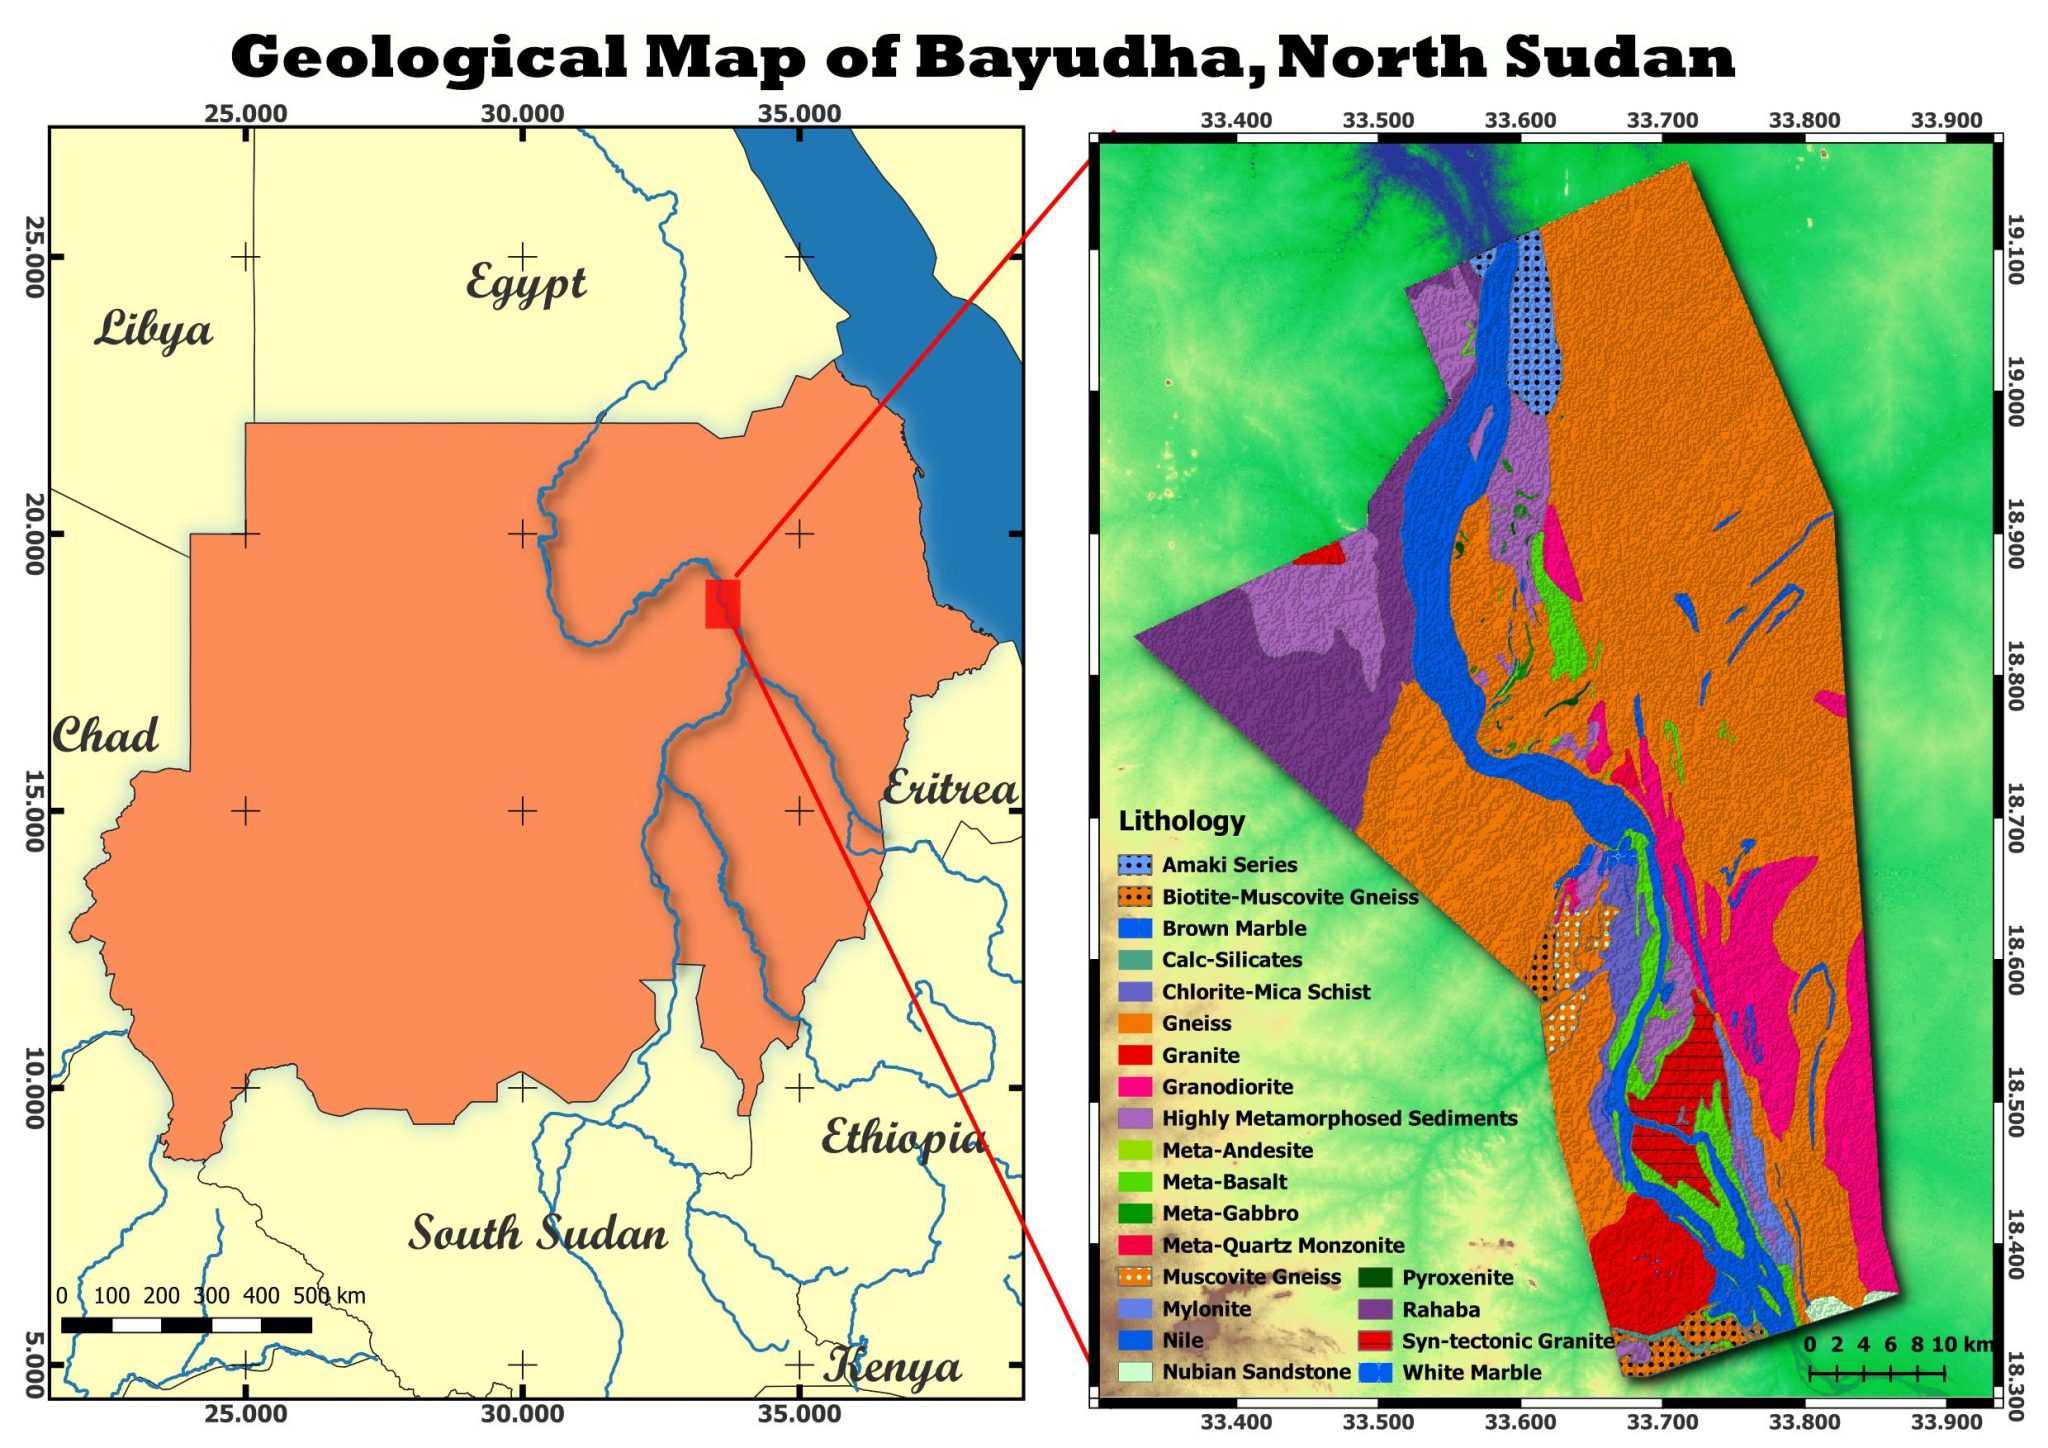 Geological Map of Bayudha, North Sudan
25.000 30.000 35.000
33.400 33.500 33.600 33.700 33.800 33.900
25.000
20.000
15.000
10.000
5.000
Libya
Egypt
Chad
Eritrea
Ethiopia
South Sudan
Kenya
0 100 200 300 400 500 km
25.000 30.000 35.000
19.100
19.000
18.900
18.800
18.700
18.600
18.500
18.400
18.300
Lithology
Amaki Series
Biotite-Muscovite Gneiss
Brown Marble
Calc-Silicates
Chlorite-Mica Schist
Gneiss
Granite
Granodiorite
Highly Metamorphosed Sediments
Meta-Andesite
Meta-Basalt
Meta-Gabbro
Meta-Quartz Monzonite
Muscovite Gneiss
Mylonite
Nile
Nubian Sandstone
Pyroxenite
Rahaba
Syn-tectonic Granite
White Marble
0 2 4 6 8 10 km
33.400 33.500 33.600 33.700 33.800 33.900